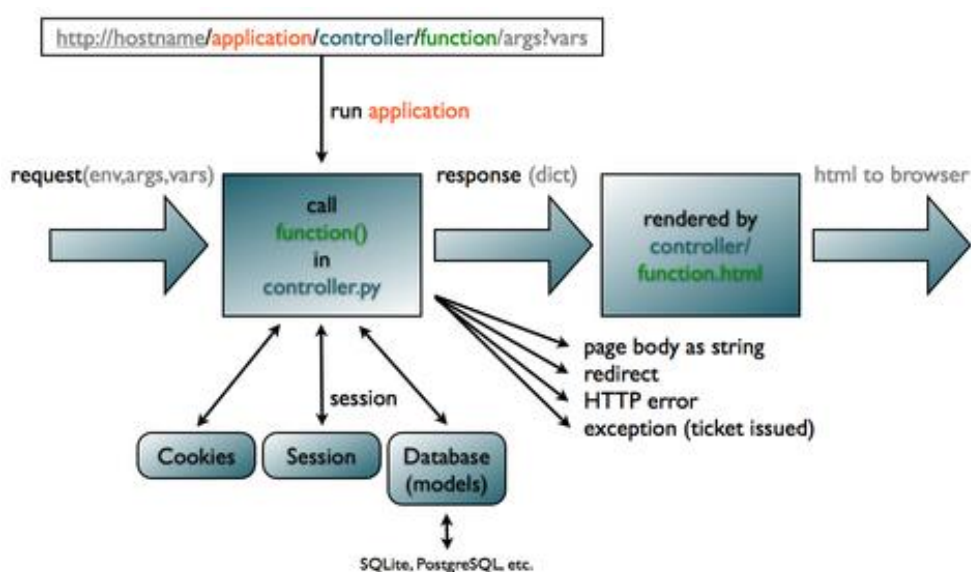 http://hostname/application/controller/function/args?vars
run application
request(env,args,vars)
call
function()
in
controller.py
response (dict)
rendered by
controller/
function.html
html to browser
page body as string
redirect
HTTP error
exception (ticket issued)
session
Cookies
Session
Database
(models)
SQLite, PostgreSQL, etc.